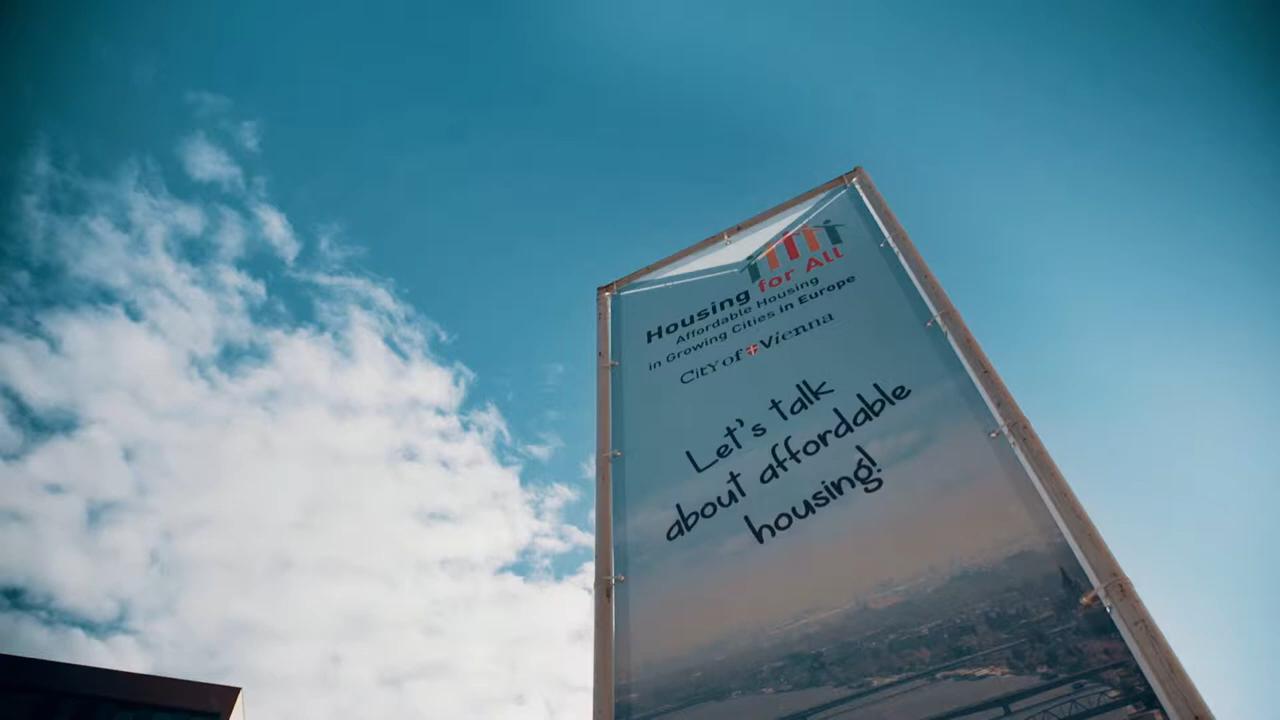 Housing for All
Affordable Housing
in Growing Cities in Europe
City of Vienna
Let's talk
about affordable
housing!